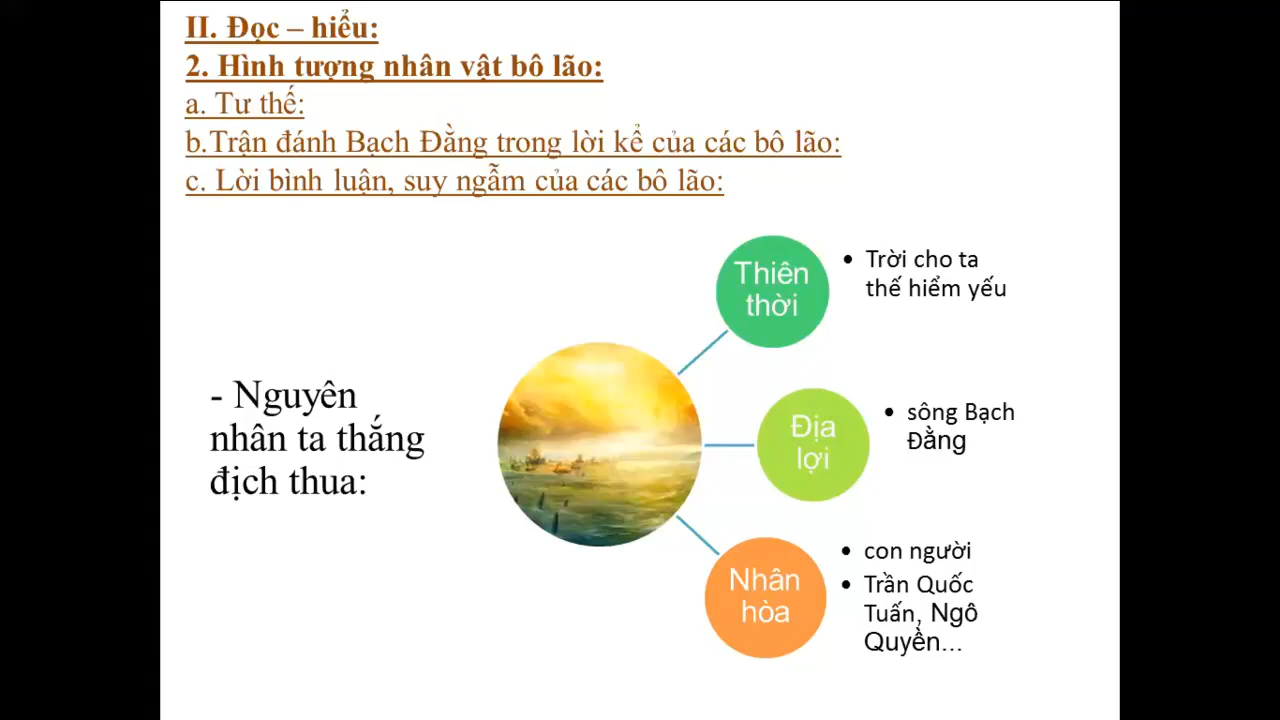 II. Đọc – hiểu:
2. Hình tượng nhân vật bô lão:
a. Tư thế:
b.Trận đánh Bạch Đằng trong lời kể của các bô lão:
c. Lời bình luận, suy ngẫm của các bô lão:
- Nguyên
nhân ta thắng
địch thua:
Thiên
thời
• Trời cho ta
thế hiểm yếu
Địa
lợi
• sông Bạch
Đằng
Nhân
hòa
• con người
• Trần Quốc
Tuấn, Ngô
Quyền...